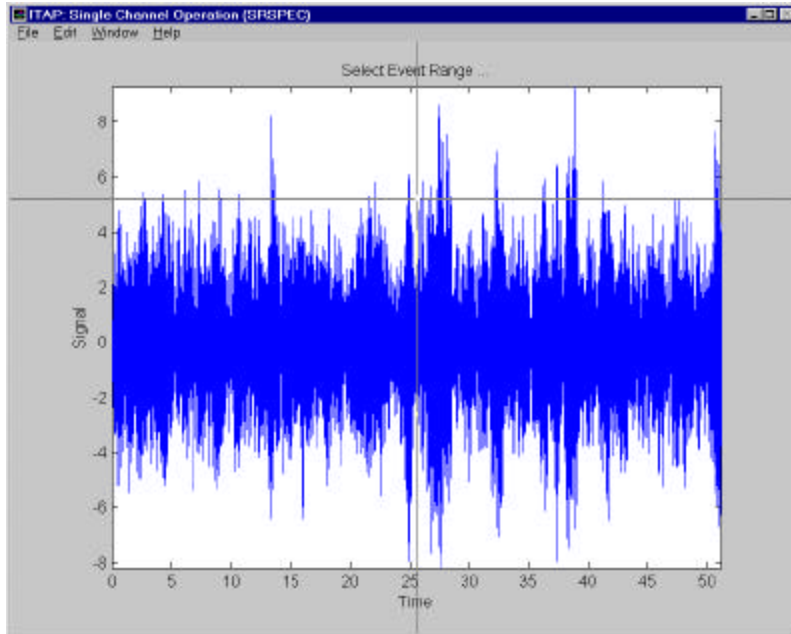 ITAP: Single Channel Operation (SRSPEC)
File Edit Window Help
Select Event Range ...
8
6
4
2
0
-2
-4
-6
-8
Signal
0 5 10 15 20 25 30 35 40 45 50
Time